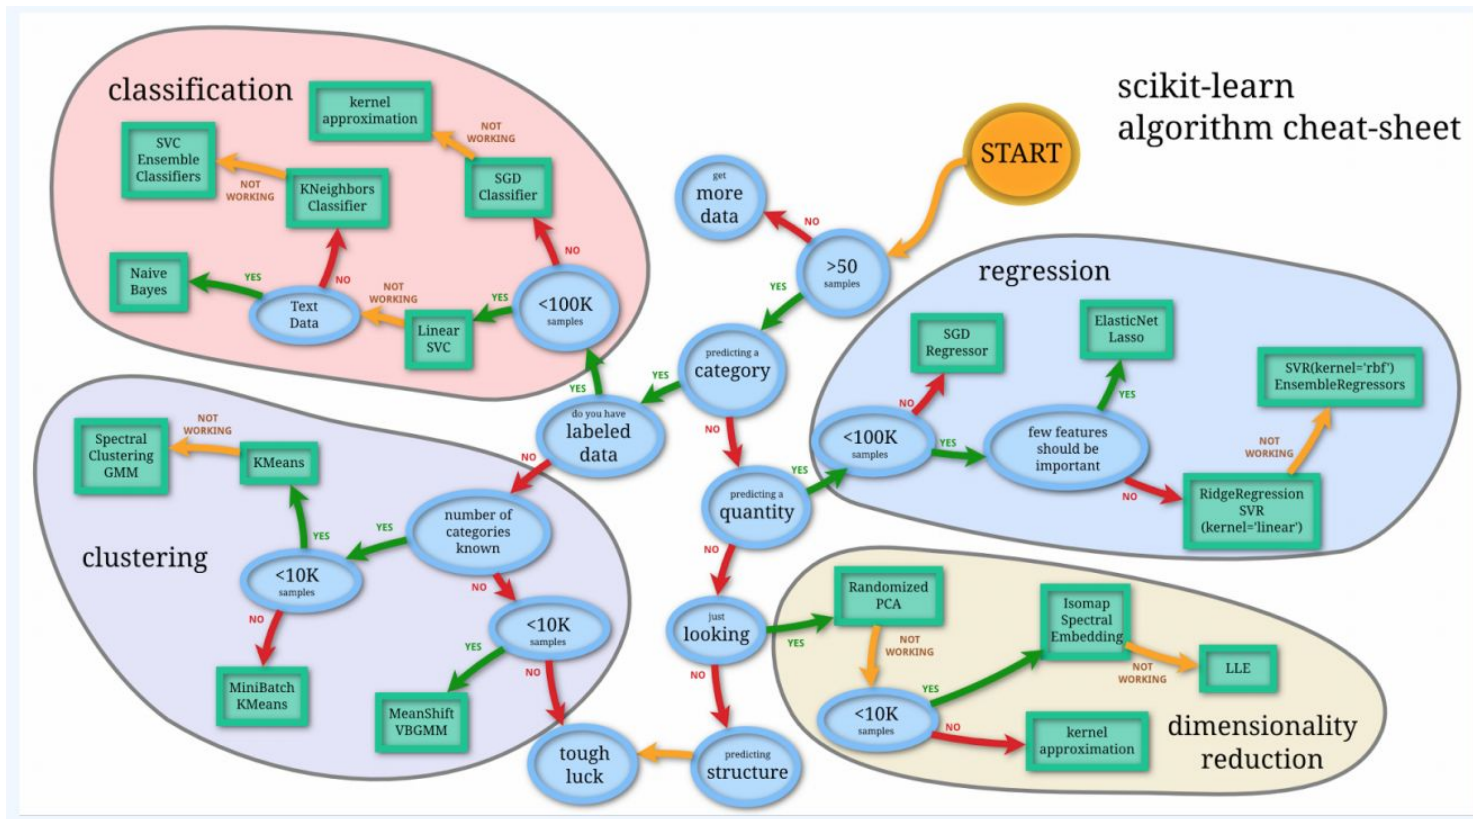 scikit-learn
algorithm cheat-sheet
START
>50
samples
NO
get
more
data
YES
predicting a
category
YES
do you have
labeled
data
YES
classification
<100K
samples
NO
SGD
Classifier
NOT
WORKING
kernel
approximation
YES
Linear
SVC
NOT
WORKING
Text
Data
YES
Naive
Bayes
NO
KNeighbors
Classifier
NOT
WORKING
SVC
Ensemble
Classifiers
NO
clustering
number of
categories
known
YES
<10K
samples
YES
KMeans
NOT
WORKING
Spectral
Clustering
GMM
NO
MiniBatch
KMeans
NO
<10K
samples
YES
MeanShift
VBGMM
NO
tough
luck
NO
predicting a
quantity
YES
regression
<100K
samples
NO
SGD
Regressor
YES
few features
should be
important
YES
ElasticNet
Lasso
NO
RidgeRegression
SVR
(kernel='linear')
NOT
WORKING
SVR(kernel='rbf')
EnsembleRegressors
NO
just
looking
YES
dimensionality
reduction
Randomized
PCA
NOT
WORKING
<10K
samples
YES
Isomap
Spectral
Embedding
NOT
WORKING
LLE
NO
kernel
approximation
NO
predicting
structure